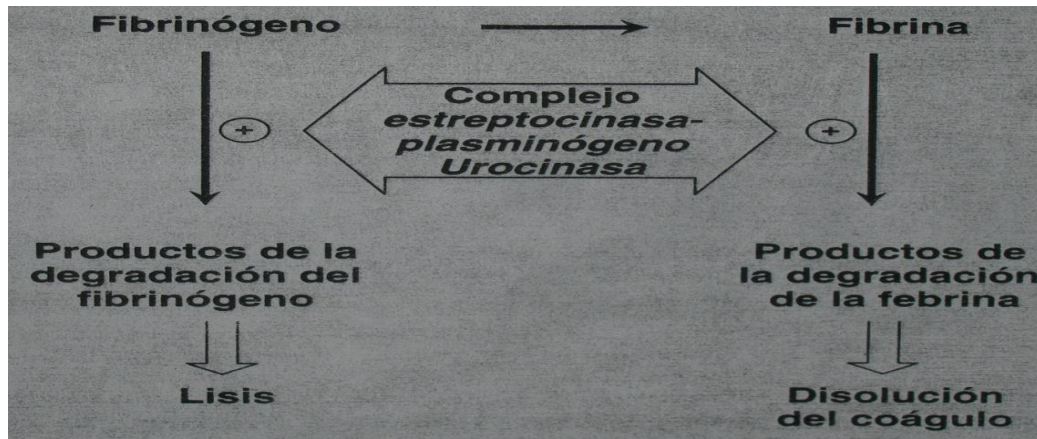 Fibrinógeno
Fibrina
Complejo
estreptocinasa-
plasminógeno
Urocinasa
+
+
Productos de la
degradación del
fibrinógeno
Productos de
la degradación
de la febrina
Lisis
Disolución
del coágulo